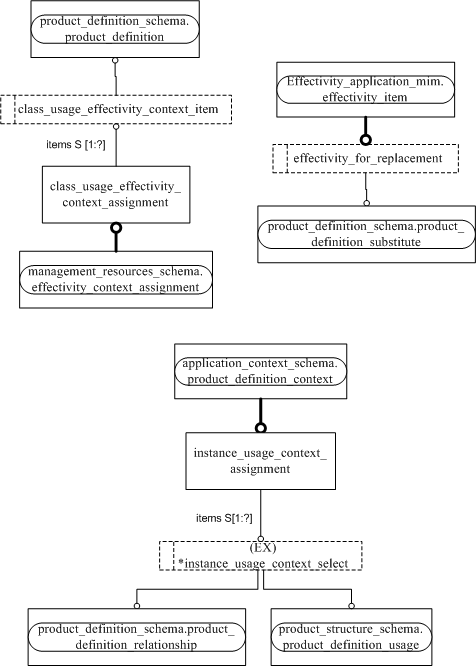 product_definition_schema.
product_definition
class_usage_effectivity_context_item
items S [1:?]
class_usage_effectivity_
context_assignment
management_resources_schema.
effectivity_context_assignment
Effectivity_application_mim.
effectivity_item
effectivity_for_replacement
product_definition_schema.product_
definition_substitute
application_context_schema.
product_definition_context
instance_usage_context_
assignment
items S[1:?]
(EX)
*instance_usage_context_select
product_definition_schema.product_
definition_relationship
product_structure_schema.
product_definition_usage